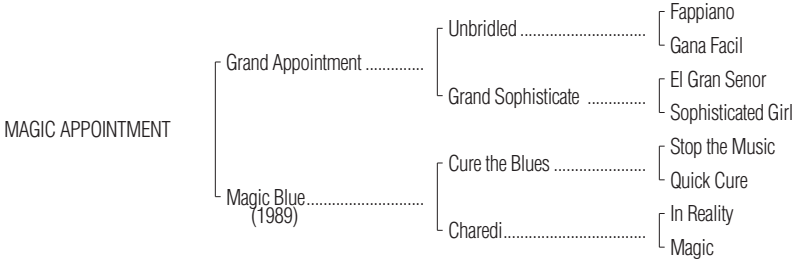 Fappiano
Unbridled ..............................
Gana Facil
Grand Appointment ..............
El Gran Senor
Grand Sophisticate ..............
Sophisticated Girl
MAGIC APPOINTMENT
Stop the Music
Cure the Blues ......................
Quick Cure
Magic Blue............................
(1989)
In Reality
Charedi..................................
Magic